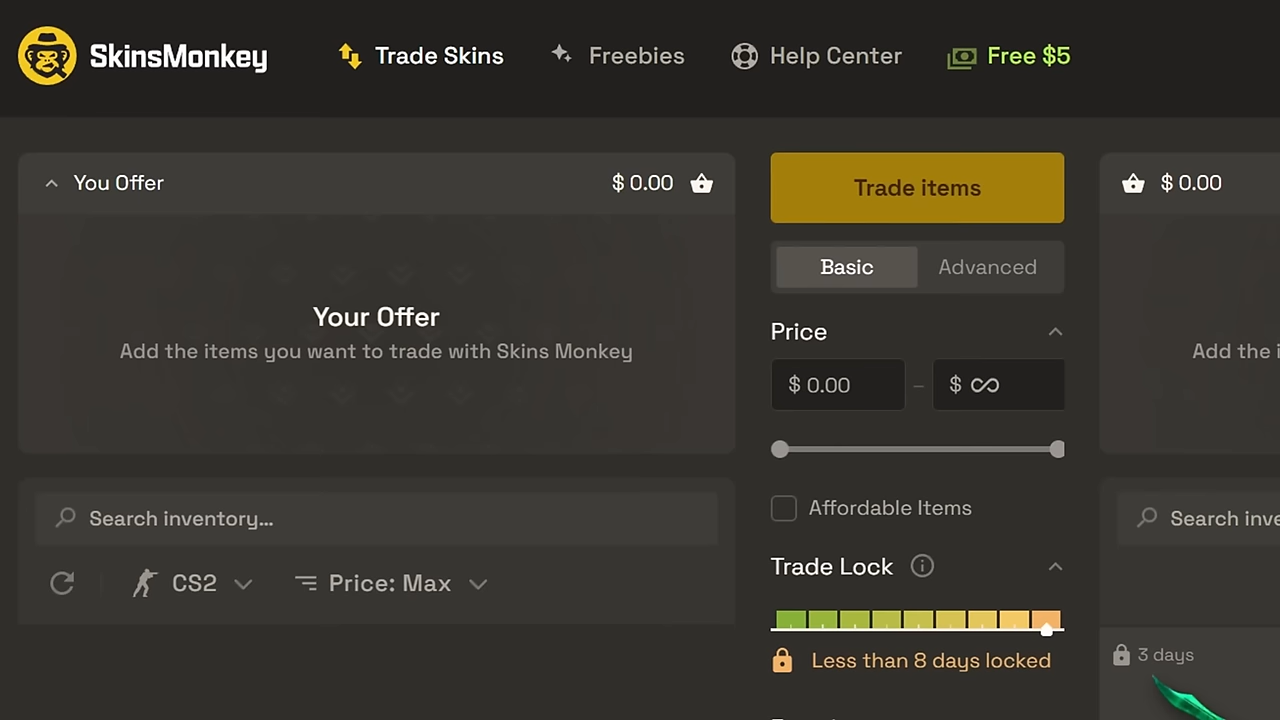 SkinsMonkey
Trade Skins
Freebies
Help Center
Free $5
You Offer
$ 0.00
Your Offer
Add the items you want to trade with Skins Monkey
Search inventory...
CS2
Price: Max
Trade items
Basic
Advanced
Price
$ 0.00
–
$ ∞
Affordable Items
Trade Lock
Less than 8 days locked
$ 0.00
Add the
Search inve
3 days